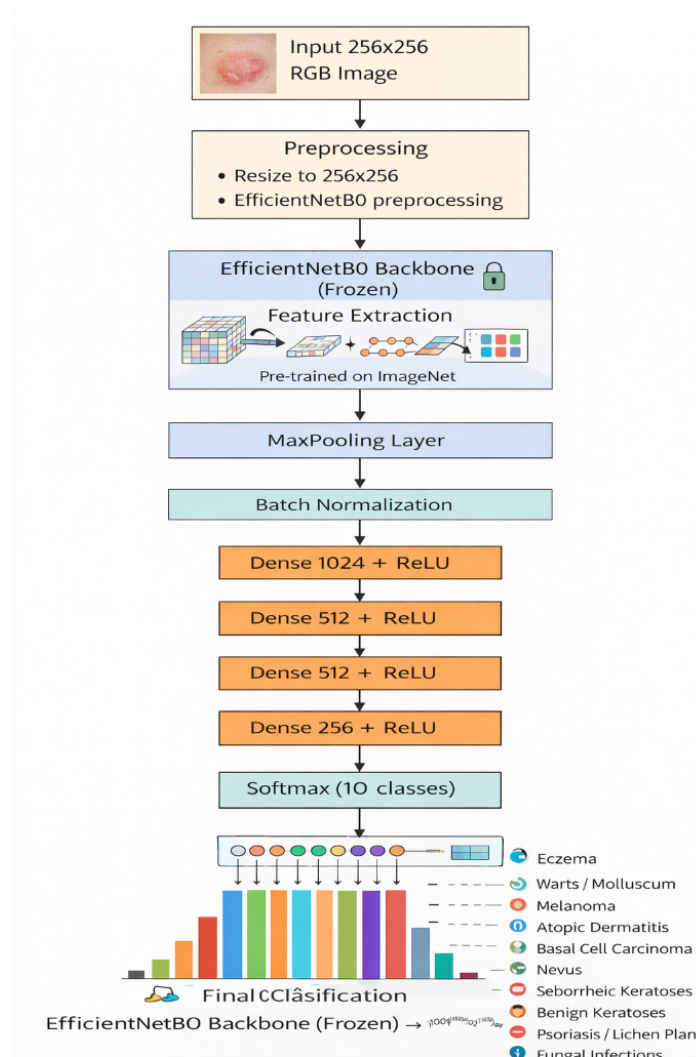 Input 256x256
RGB Image
Preprocessing
• Resize to 256x256
• EfficientNetB0 preprocessing
EfficientNetB0 Backbone
(Frozen)
Feature Extraction
Pre-trained on ImageNet
MaxPooling Layer
Batch Normalization
Dense 1024 + ReLU
Dense 512 + ReLU
Dense 512 + ReLU
Dense 256 + ReLU
Softmax (10 classes)
Eczema
Warts / Molluscum
Melanoma
Atopic Dermatitis
Basal Cell Carcinoma
Nevus
Seborrheic Keratoses
Benign Keratoses
Psoriasis / Lichen Plan
Fungal Infections
Final
EfficientNetBO Backbone (Frozen) →